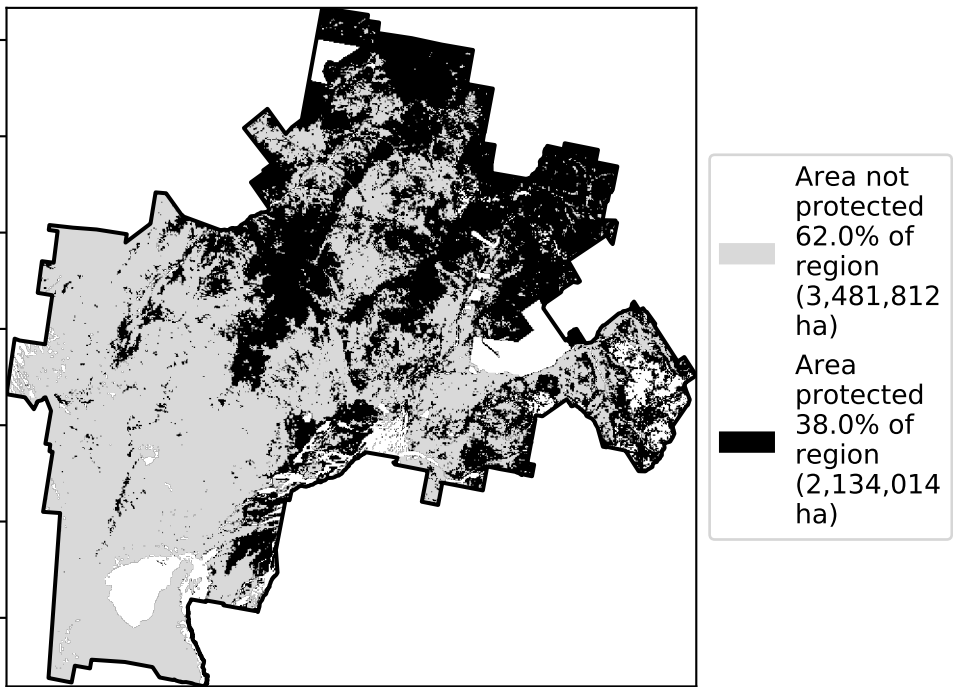 Area not
protected
62.0% of
region
(3,481,812
ha)
Area
protected
38.0% of
region
(2,134,014
ha)